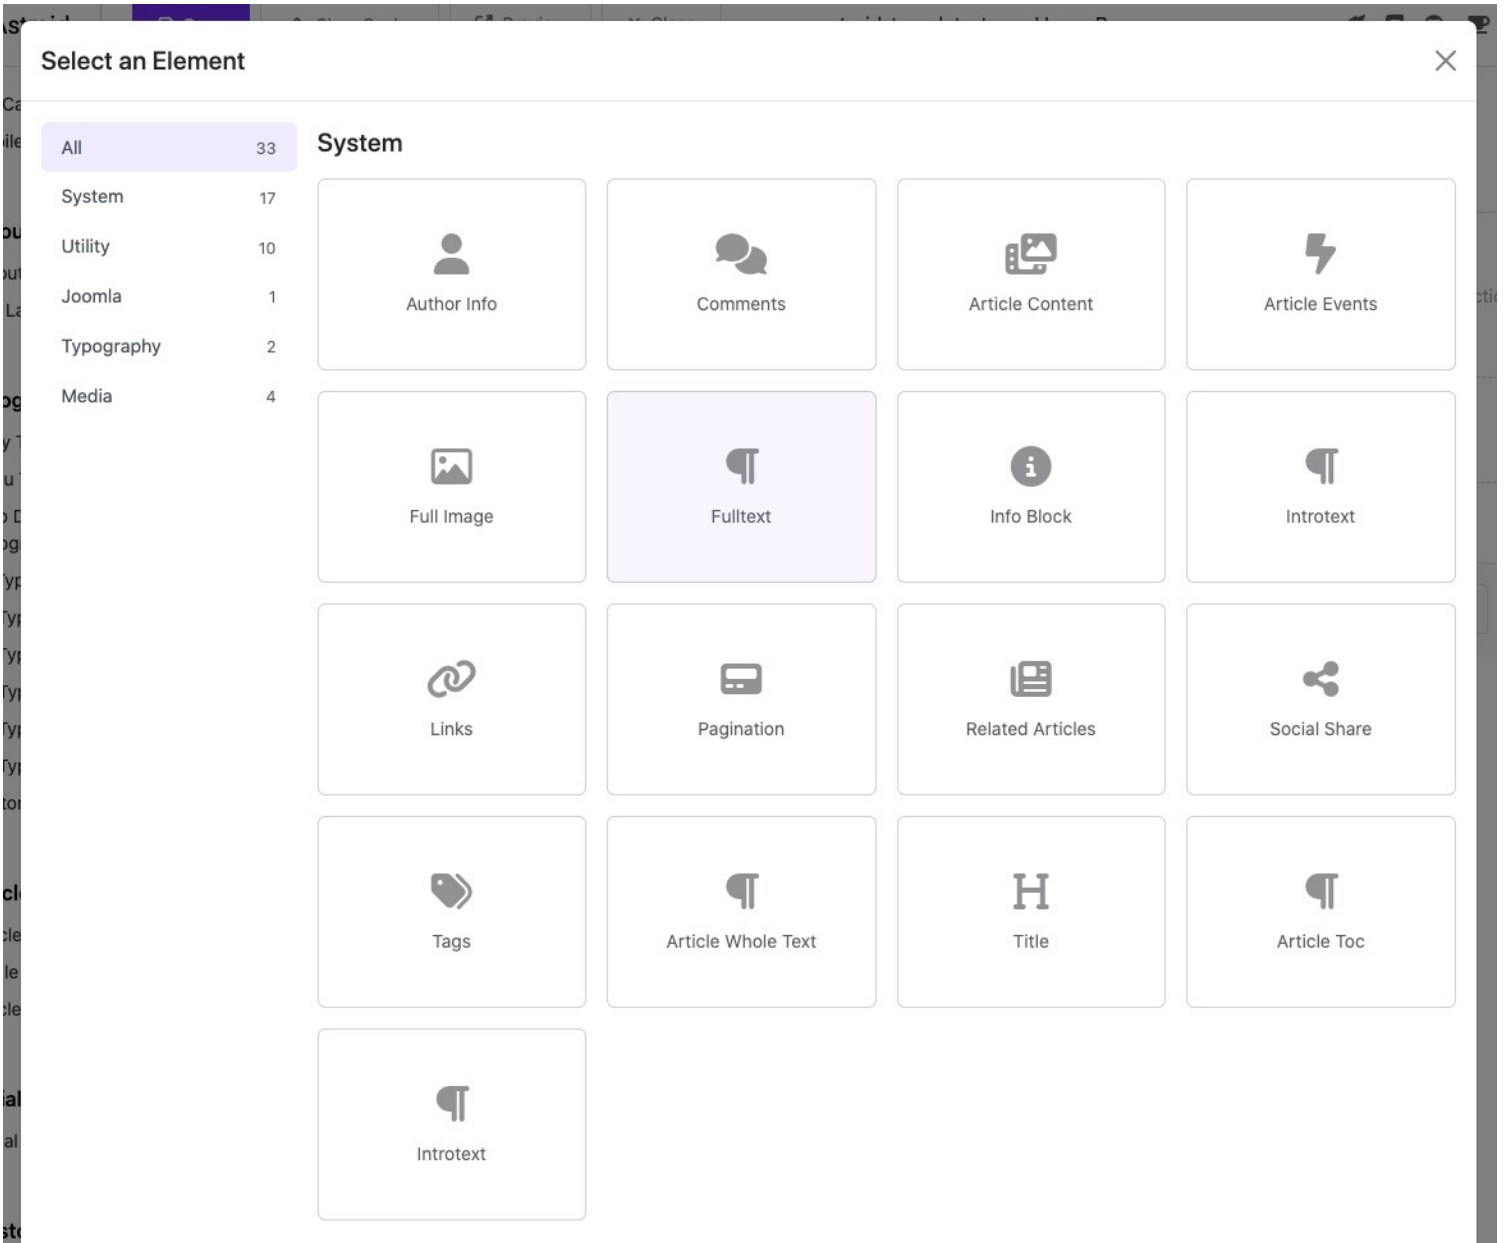 Select an Element
All 33
System 17
Utility 10
Joomla 1
Typography 2
Media 4
System
Author Info
Comments
Article Content
Article Events
Full Image
Fulltext
Info Block
Introtext
Links
Pagination
Related Articles
Social Share
Tags
Article Whole Text
Title
Article Toc
Introtext